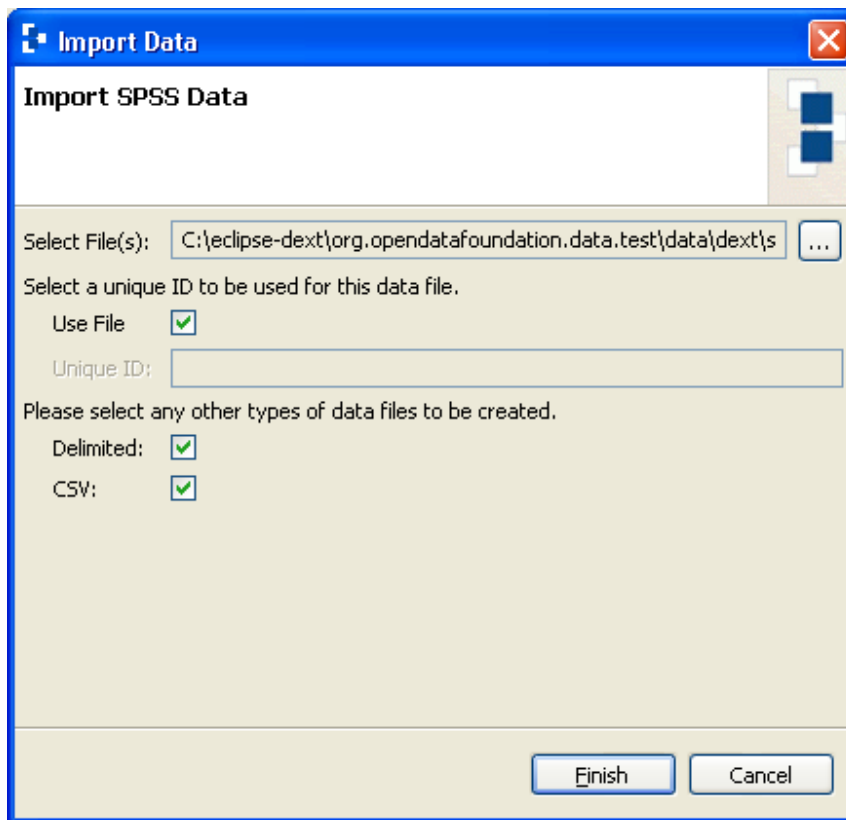 Import Data
Import SPSS Data
Select File(s): C:\eclipse-dext\org.opendatafoundation.data.test\data\dext\s ...
Select a unique ID to be used for this data file.
Use File
Unique ID:
Please select any other types of data files to be created.
Delimited:
CSV:
Finish Cancel